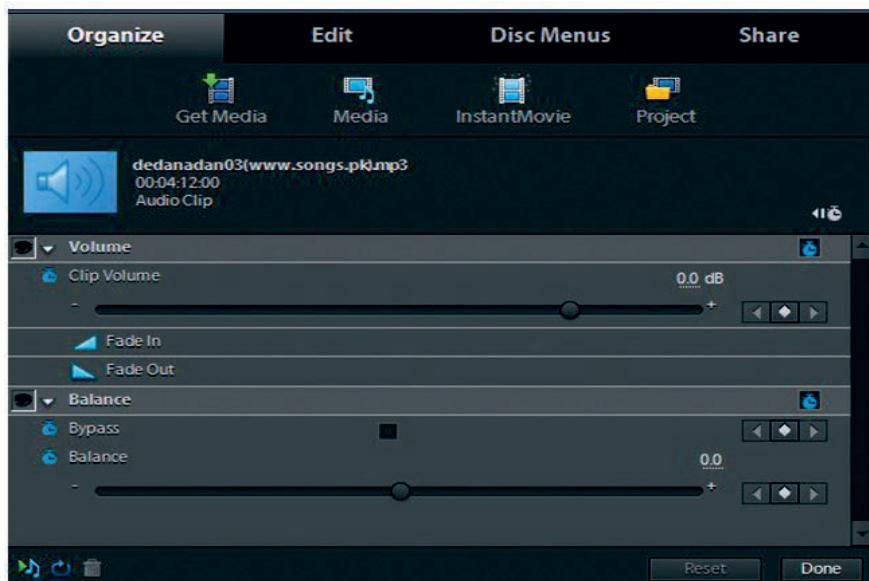 Organize Edit Disc Menus Share
Get Media Media InstantMovie Project
dedanadan03(www.songs.pk).mp3
00:04:12:00
Audio Clip
Volume
Clip Volume 0.0 dB
- +
Fade In
Fade Out
Balance
Bypass
Balance 0.0
- +
Reset Done